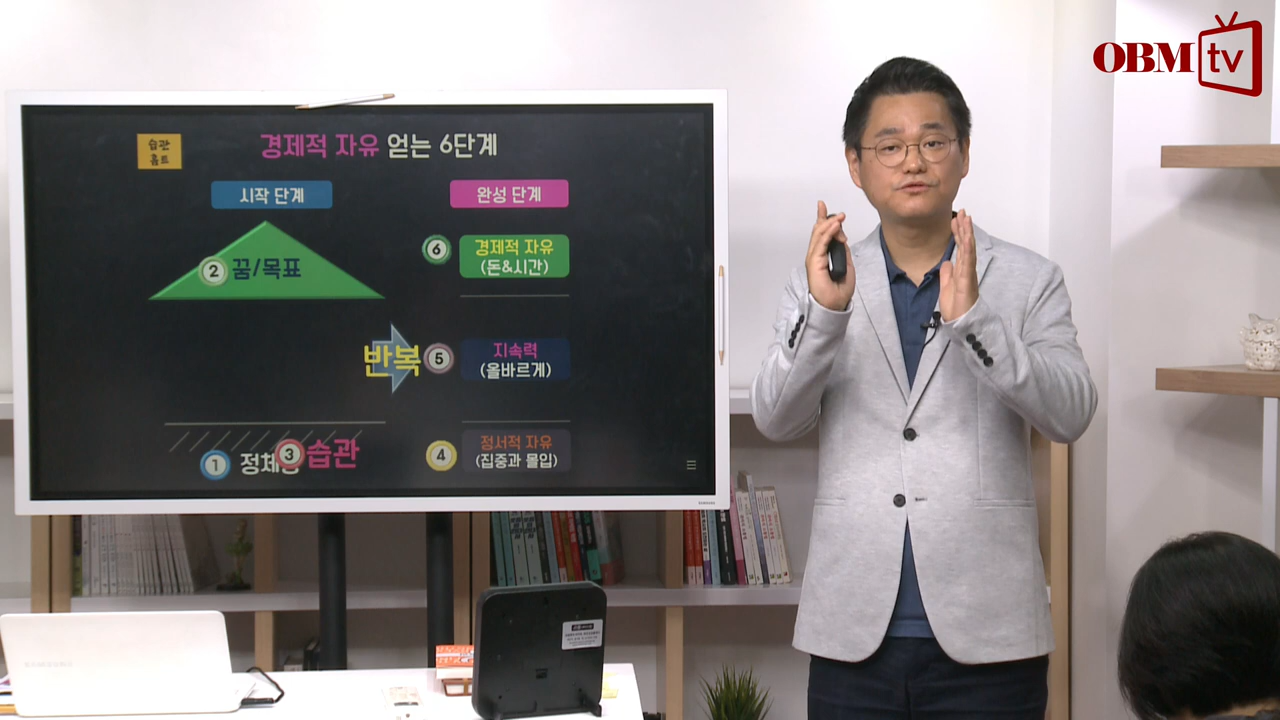 OBM tv
습관
홈트
경제적 자유 얻는 6단계
시작 단계
완성 단계
2 꿈/목표
6 경제적 자유
(돈&시간)
반복 5 지속력
(올바르게)
1 정체
3 습관
4 정서적 자유
(집중과 몰입)
SAMSUNG